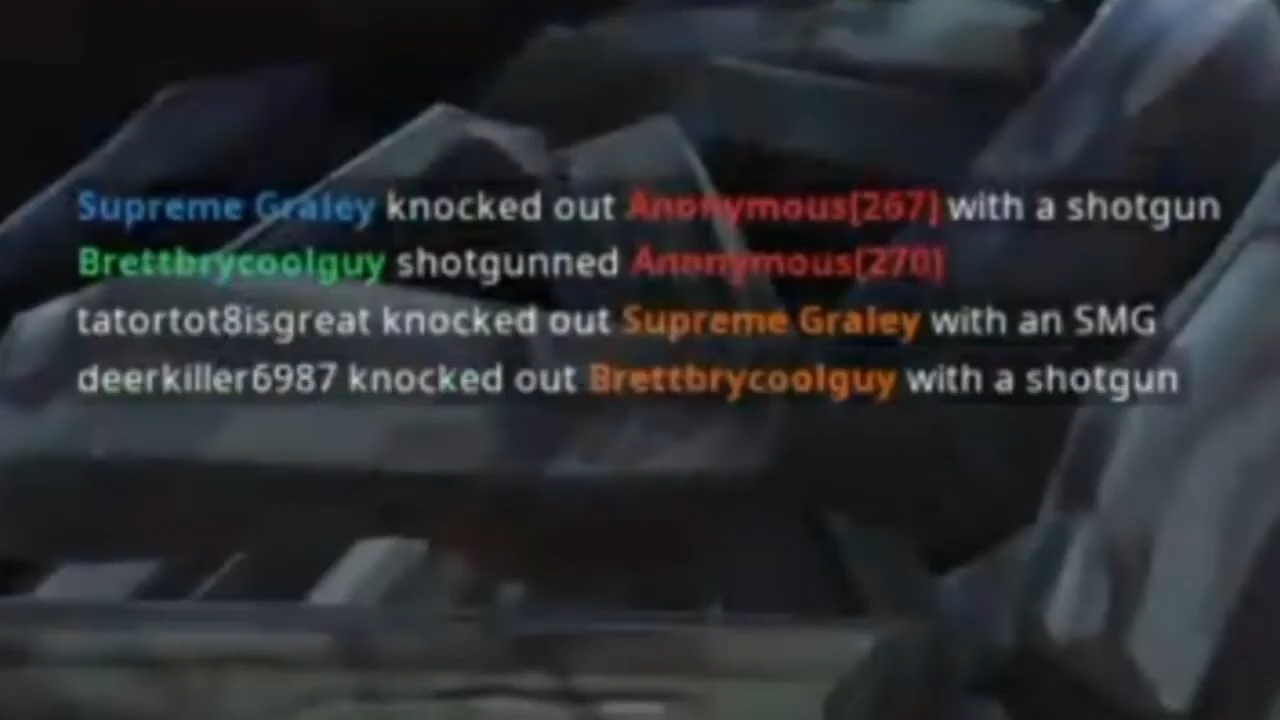 Supreme Graley knocked out Anonymous[267] with a shotgun
Brettbrycoolguy shotgunned Anonymous[270]
tatortot8isgreat knocked out Supreme Graley with an SMG
deerkiller6987 knocked out Brettbrycoolguy with a shotgun